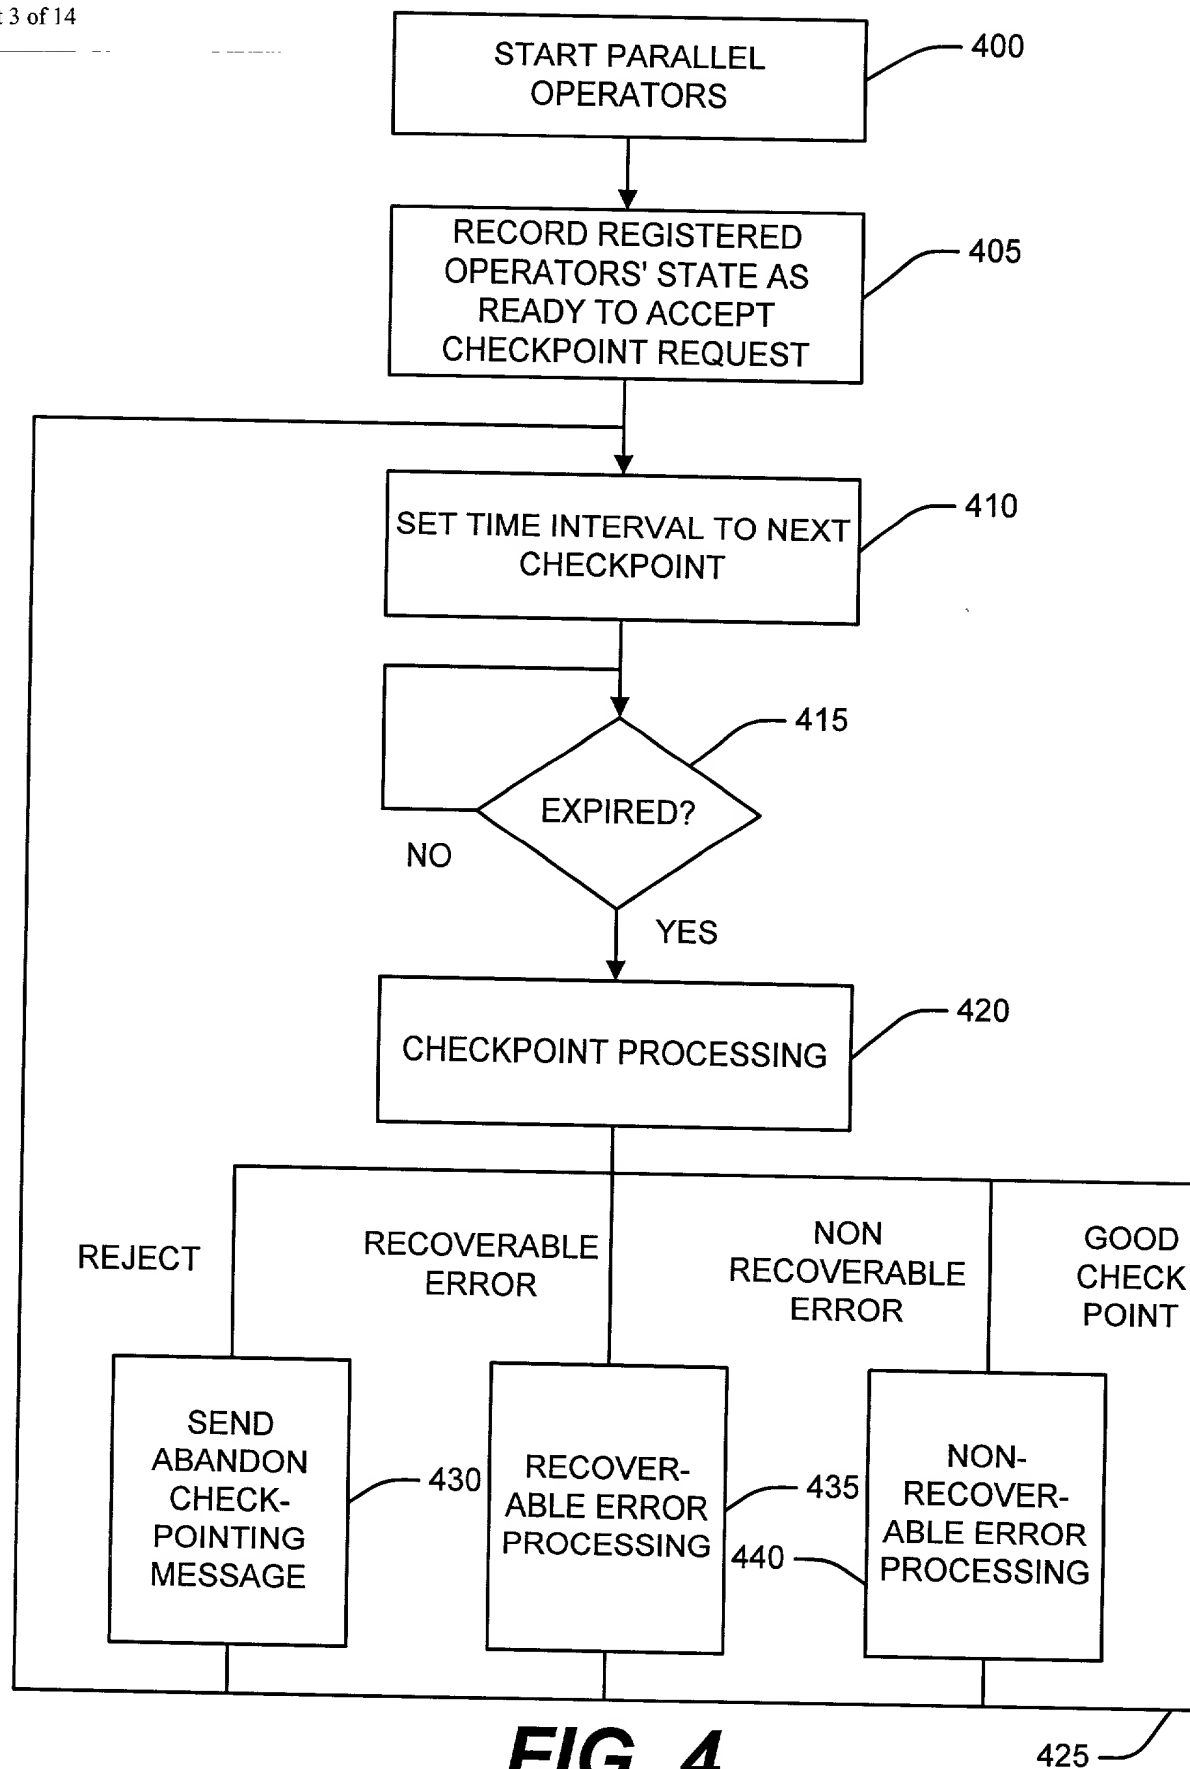 3 of 14
START PARALLEL
OPERATORS
400
RECORD REGISTERED
OPERATORS' STATE AS
READY TO ACCEPT
CHECKPOINT REQUEST
405
SET TIME INTERVAL TO NEXT
CHECKPOINT
410
415
EXPIRED?
NO
YES
CHECKPOINT PROCESSING
420
REJECT
RECOVERABLE
ERROR
NON
RECOVERABLE
ERROR
GOOD
CHECK
POINT
SEND
ABANDON
CHECK-
POINTING
MESSAGE
430
RECOVER-
ABLE ERROR
PROCESSING
435
440
NON-
RECOVER-
ABLE ERROR
PROCESSING
FIG. 4
425